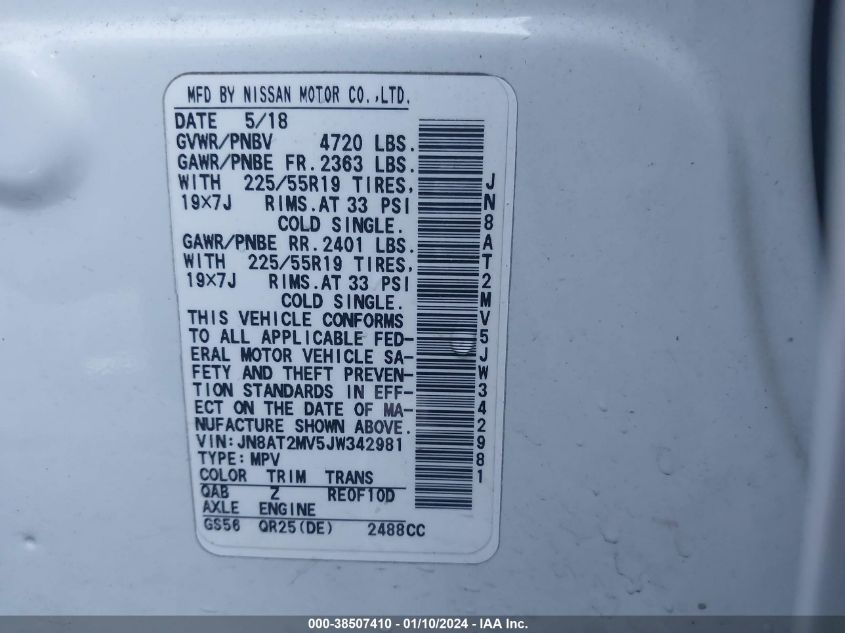 MFD BY NISSAN MOTOR CO.,LTD.
DATE 5/18
GVWR/PNBV 4720 LBS.
GAWR/PNBE FR. 2363 LBS.
WITH 225/55R19 TIRES,
19X7J RIMS.AT 33 PSI
COLD SINGLE.
GAWR/PNBE RR. 2401 LBS.
WITH 225/55R19 TIRES,
19X7J RIMS.AT 33 PSI
COLD SINGLE.
THIS VEHICLE CONFORMS
TO ALL APPLICABLE FED-
ERAL MOTOR VEHICLE SA-
FETY AND THEFT PREVEN-
TION STANDARDS IN EFF-
ECT ON THE DATE OF MA-
NUFACTURE SHOWN ABOVE.
VIN:JN8AT2MV5JW342981
TYPE:MPV
COLOR TRIM TRANS
QAB Z RE0F10D
AXLE ENGINE
GS56 QR25(DE) 2488CC
JN8AT2MV5JW342981
000-38507410 - 01/10/2024 - IAA Inc.